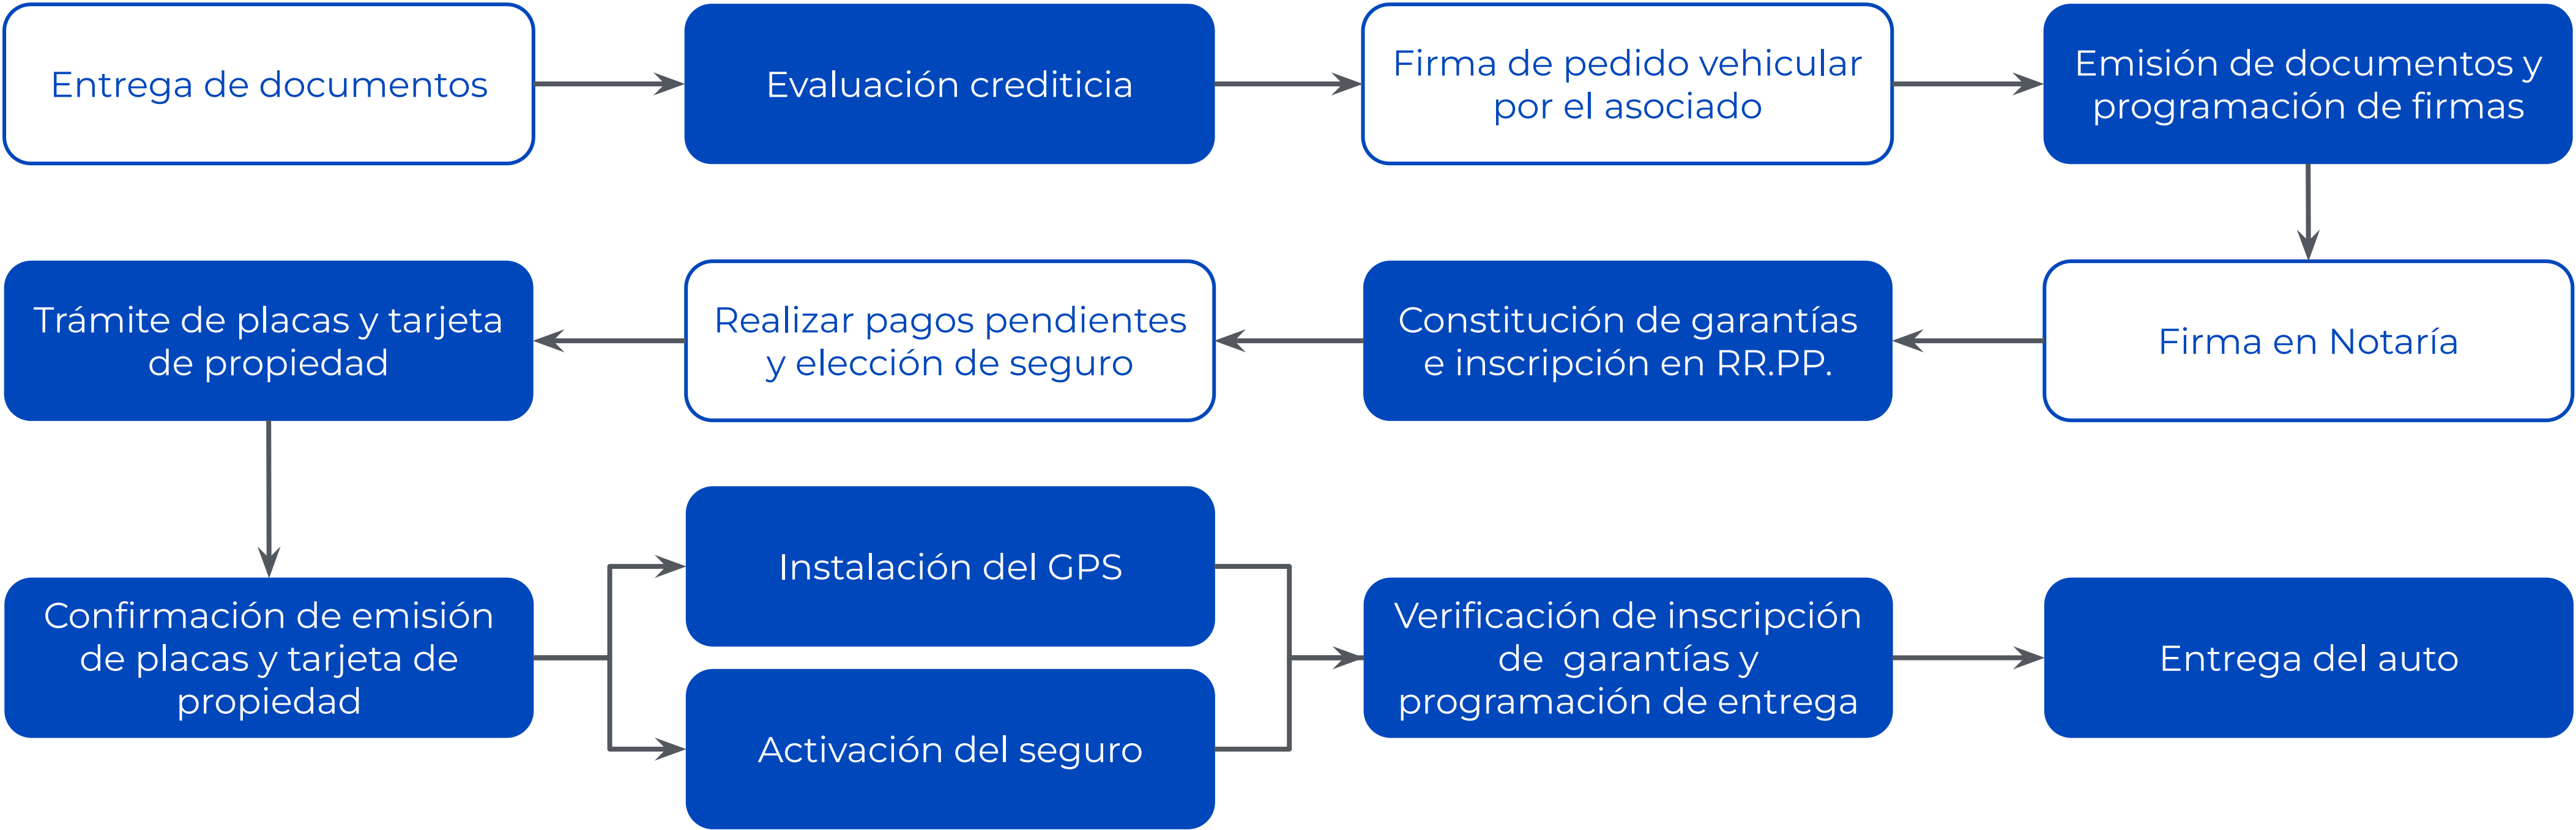 Entrega de documentos
Evaluación crediticia
Firma de pedido vehicular
por el asociado
Emisión de documentos y
programación de firmas
Firma en Notaría
Constitución de garantías
e inscripción en RR.PP.
Realizar pagos pendientes
y elección de seguro
Trámite de placas y tarjeta
de propiedad
Confirmación de emisión
de placas y tarjeta de
propiedad
Instalación del GPS
Activación del seguro
Verificación de inscripción
de garantías y
programación de entrega
Entrega del auto